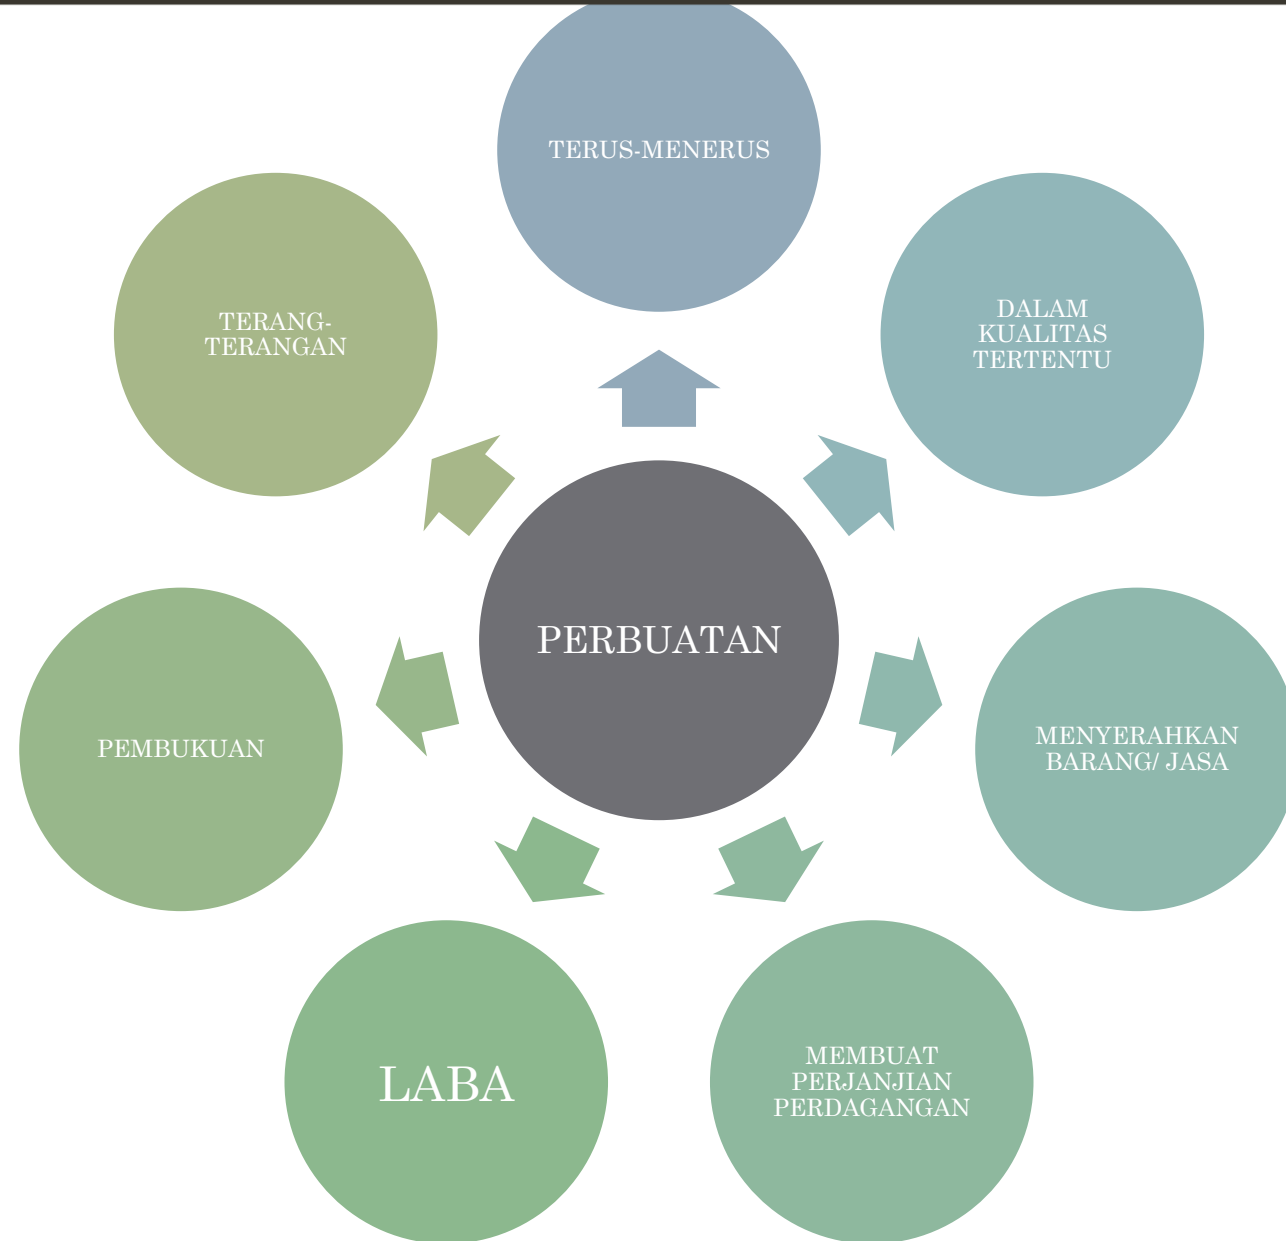 TERUS-MENERUS
DALAM
KUALITAS
TERTENTU
MENYERAHKAN
BARANG/ JASA
MEMBUAT
PERJANJIAN
PERDAGANGAN
LABA
PEMBUKUAN
TERANG-
TERANGAN
PERBUATAN